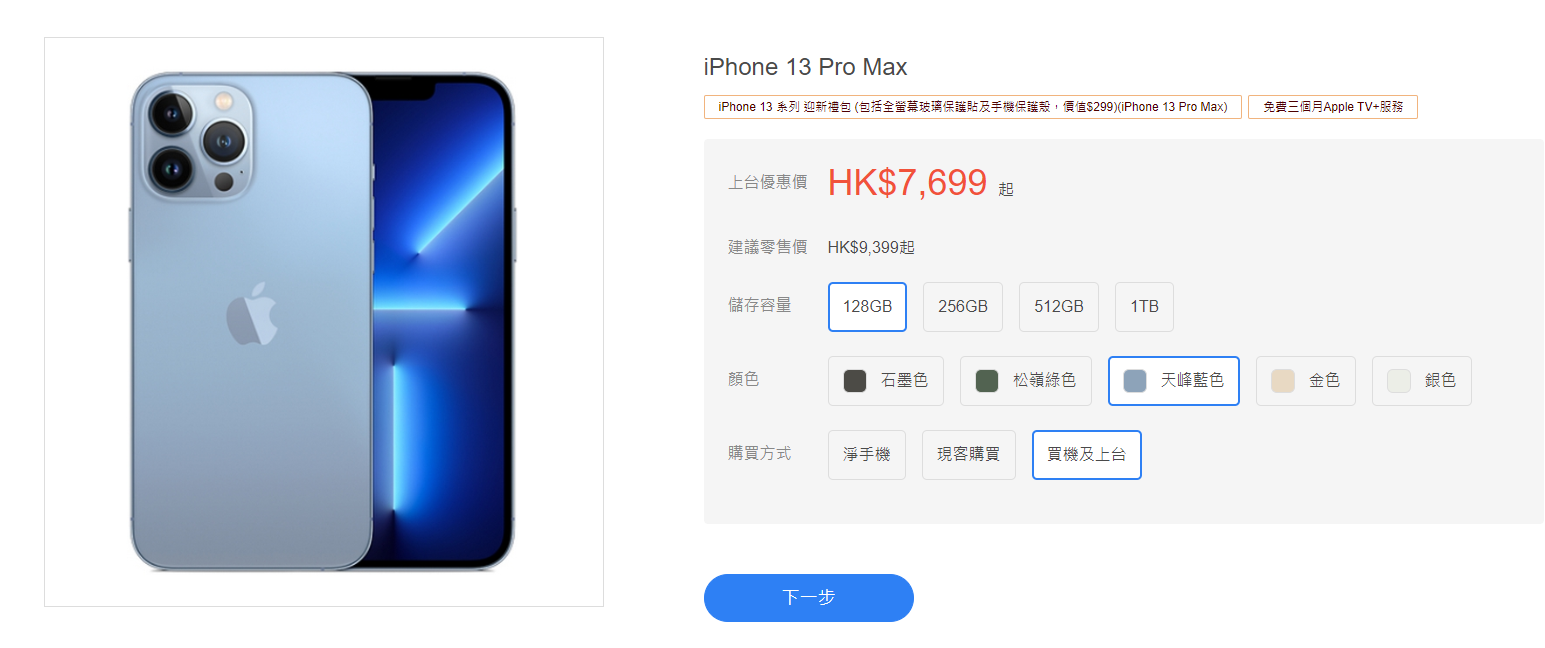 iPhone 13 Pro Max
iPhone 13 系列 迎新禮包 (包括全螢幕玻璃保護貼及手機保護殼，價值$299)(iPhone 13 Pro Max) 免費三個月Apple TV+服務
上台優惠價 HK$7,699 起
建議零售價 HK$9,399起
儲存容量 128GB 256GB 512GB 1TB
顏色 石墨色 松嶺綠色 天峰藍色 金色 銀色
購買方式 淨手機 現客購買 買機及上台
下一步